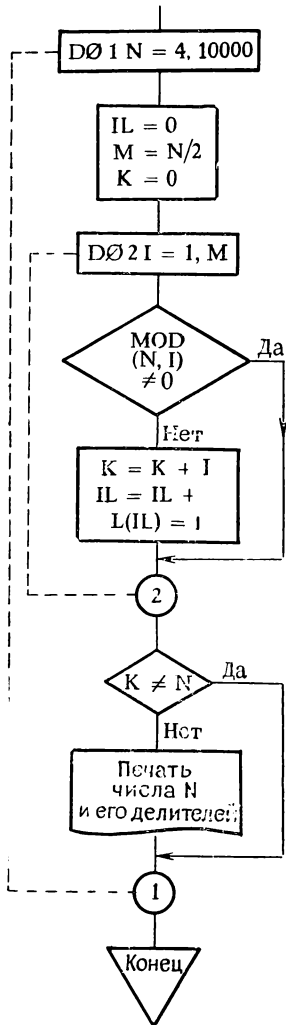 DØ 1 N = 4, 10000
IL = 0
M = N/2
K = 0
DØ 2 I = 1, M
MOD
(N, I)
≠0
Да
Нет
K = K + I
IL = IL +
L(IL) = I
2
K ≠ N
Да
Нет
Печать
числа N
и его делителей
1
Конец